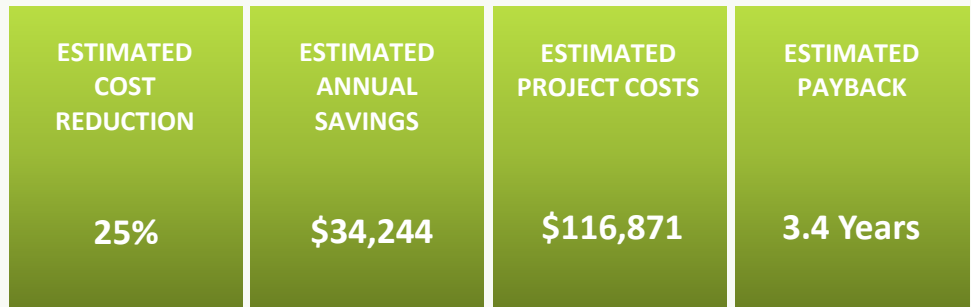 ESTIMATED
COST
REDUCTION
25%
ESTIMATED
ANNUAL
SAVINGS
$34,244
ESTIMATED
PROJECT COSTS
$116,871
ESTIMATED
PAYBACK
3.4 Years